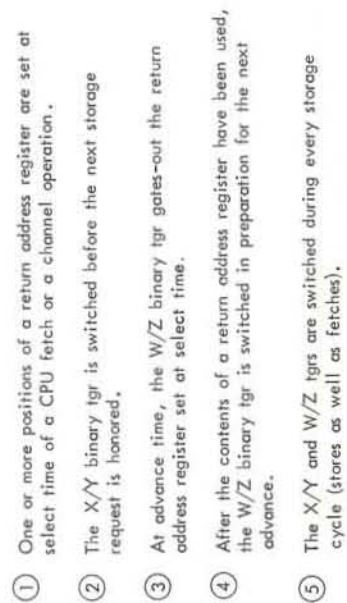 ① One or more positions of a return address register are set at
select time of a CPU fetch or a channel operation.
② The X/Y binary tgr is switched before the next storage
request is honored.
③ At advance time, the W/Z binary tgr gates-out the return
address register set at select time.
④ After the contents of a return address register have been used,
the W/Z binary tgr is switched in preparation for the next
advance.
⑤ The X/Y and W/Z tgrs are switched during every storage
cycle (stores as well as fetches).